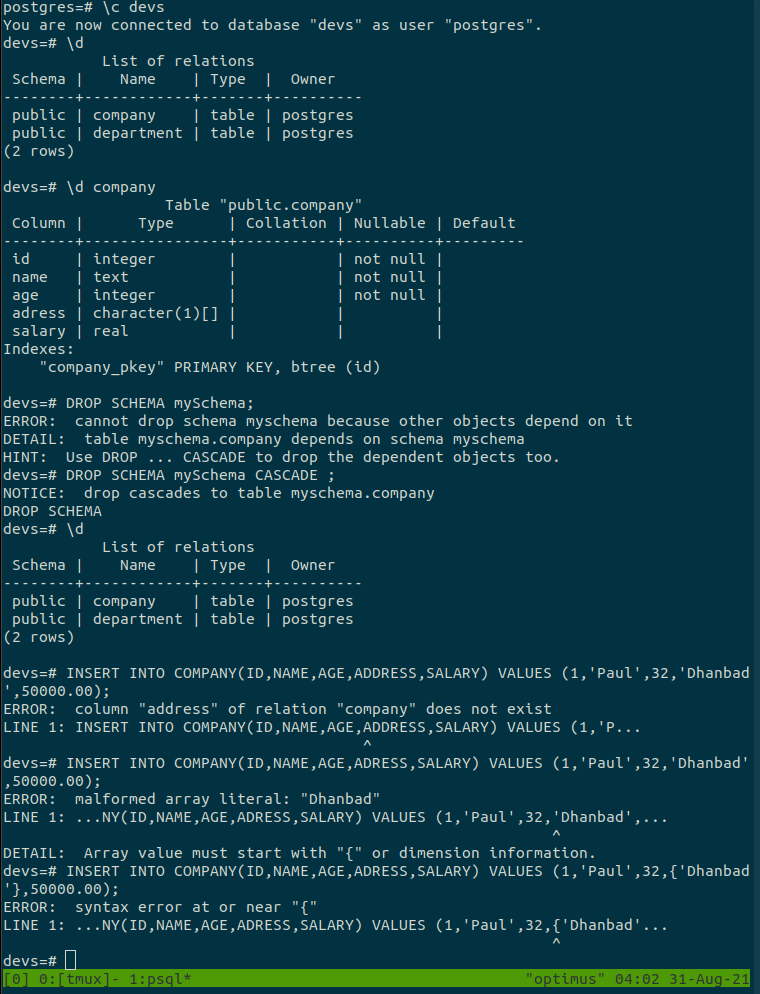 postgres=# \c devs
You are now connected to database "devs" as user "postgres".
devs=# \d
           List of relations
 Schema |    Name    | Type  |  Owner
--------+------------+-------+----------
 public | company    | table | postgres
 public | department | table | postgres
(2 rows)

devs=# \d company
                  Table "public.company"
 Column |      Type      | Collation | Nullable | Default
--------+----------------+-----------+----------+---------
 id     | integer        |           | not null |
 name   | text           |           | not null |
 age    | integer        |           | not null |
 adress | character(1)[] |           |          |
 salary | real           |           |          |
Indexes:
    "company_pkey" PRIMARY KEY, btree (id)

devs=# DROP SCHEMA mySchema;
ERROR:  cannot drop schema myschema because other objects depend on it
DETAIL:  table myschema.company depends on schema myschema
HINT:  Use DROP ... CASCADE to drop the dependent objects too.
devs=# DROP SCHEMA mySchema CASCADE ;
NOTICE:  drop cascades to table myschema.company
DROP SCHEMA
devs=# \d
           List of relations
 Schema |    Name    | Type  |  Owner
--------+------------+-------+----------
 public | company    | table | postgres
 public | department | table | postgres
(2 rows)

devs=# INSERT INTO COMPANY(ID,NAME,AGE,ADDRESS,SALARY) VALUES (1,'Paul',32,'Dhanbad
',50000.00);
ERROR:  column "address" of relation "company" does not exist
LINE 1: INSERT INTO COMPANY(ID,NAME,AGE,ADDRESS,SALARY) VALUES (1,'P...
                                        ^
devs=# INSERT INTO COMPANY(ID,NAME,AGE,ADRESS,SALARY) VALUES (1,'Paul',32,'Dhanbad'
,50000.00);
ERROR:  malformed array literal: "Dhanbad"
LINE 1: ...NY(ID,NAME,AGE,ADRESS,SALARY) VALUES (1,'Paul',32,'Dhanbad',...
                                                             ^
DETAIL:  Array value must start with "{" or dimension information.
devs=# INSERT INTO COMPANY(ID,NAME,AGE,ADRESS,SALARY) VALUES (1,'Paul',32,{'Dhanbad
'},50000.00);
ERROR:  syntax error at or near "{"
LINE 1: ...NY(ID,NAME,AGE,ADRESS,SALARY) VALUES (1,'Paul',32,{'Dhanbad'...
                                                             ^
devs=#
[0] 0:[tmux]- 1:psql*                                     "optimus" 04:02 31-Aug-21